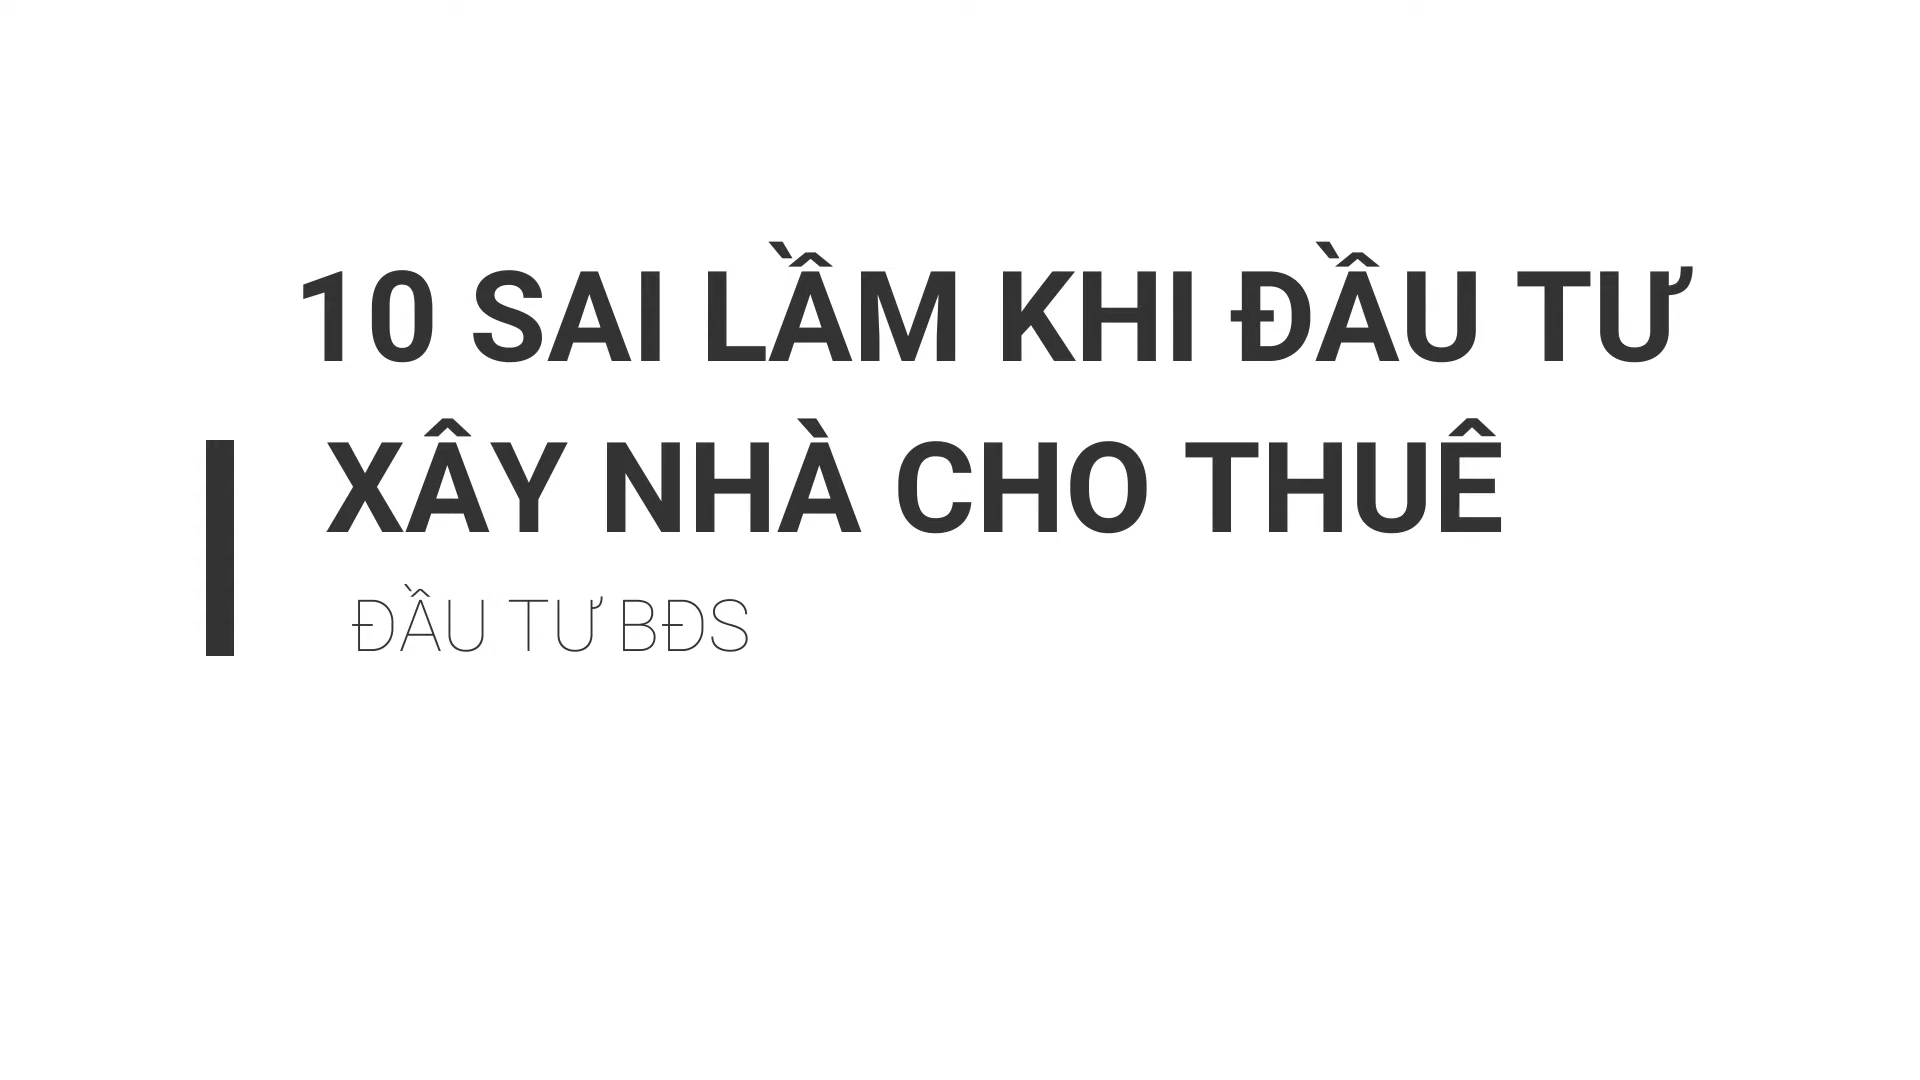 10 SAI LẦM KHI ĐẦU TƯ
XÂY NHÀ CHO THUÊ
ĐẦU TƯ BĐS